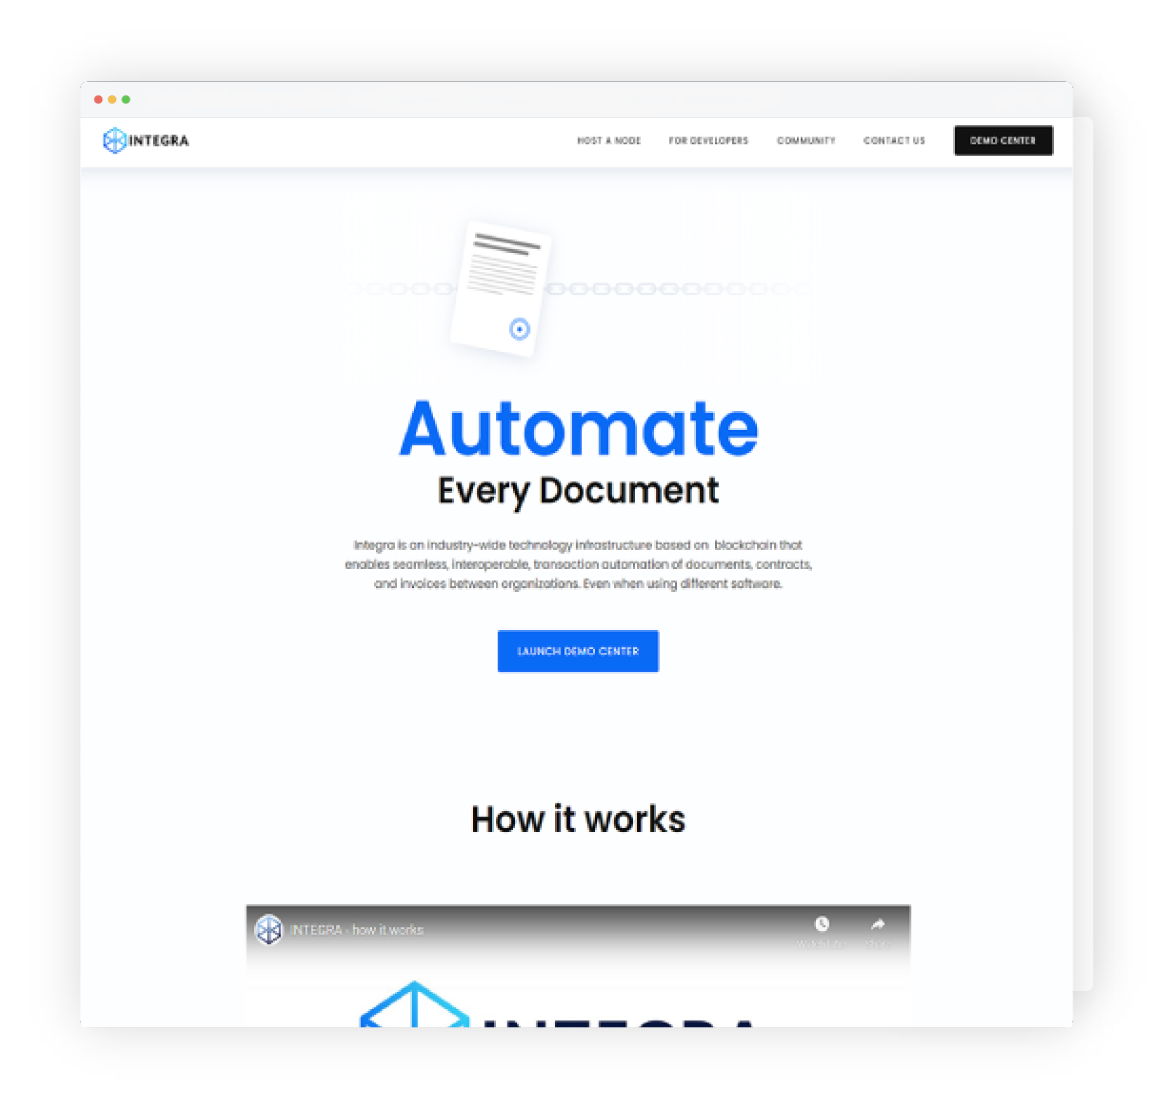 INTEGRA
HOST A NODE FOR DEVELOPERS COMMUNITY CONTACT US DEMO CENTER
Automate
Every Document
Integra is an industry-wide technology infrastructure based on blockchain that
enables seamless, interoperable, transaction automation of documents, contracts,
and invoices between organizations. Even when using different software.
LAUNCH DEMO CENTER
How it works
INTEGRA - how it works
INTEGRA